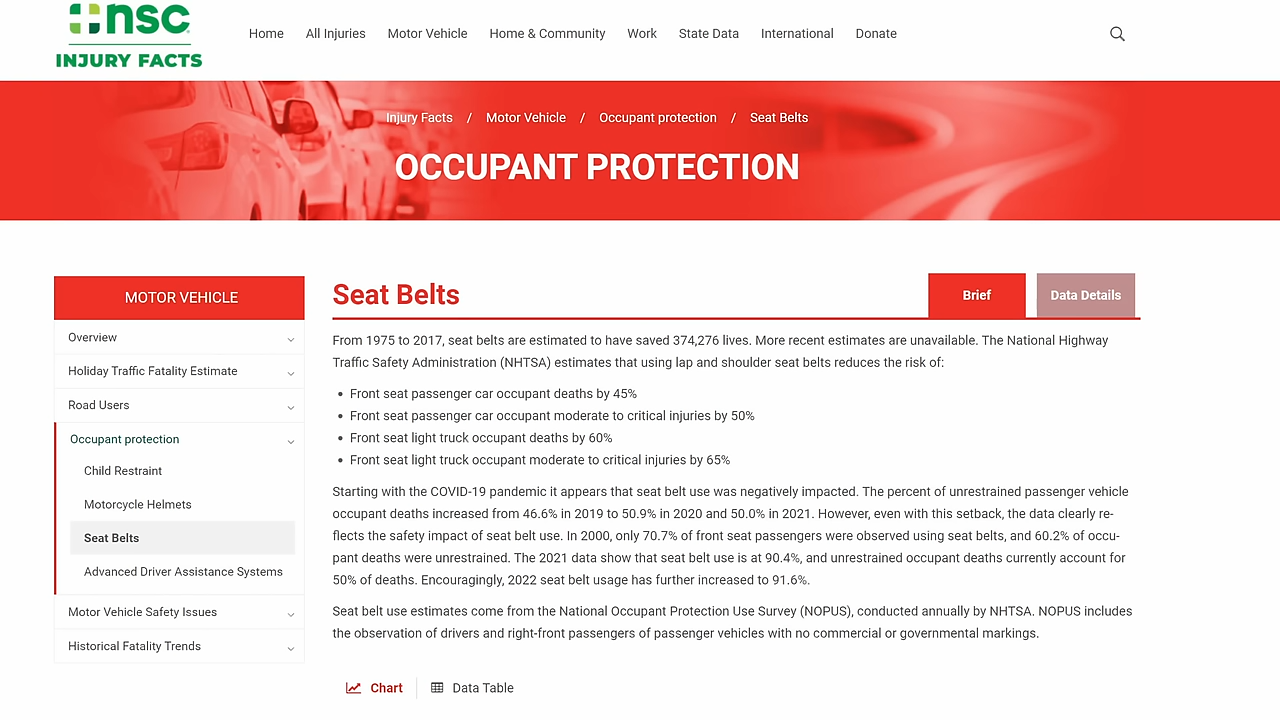 nsc
INJURY FACTS
Home
All Injuries
Motor Vehicle
Home & Community
Work
State Data
International
Donate
Injury Facts / Motor Vehicle / Occupant protection / Seat Belts
OCCUPANT PROTECTION
MOTOR VEHICLE
Overview
Holiday Traffic Fatality Estimate
Road Users
Occupant protection
Child Restraint
Motorcycle Helmets
Seat Belts
Advanced Driver Assistance Systems
Motor Vehicle Safety Issues
Historical Fatality Trends
Seat Belts
Brief
Data Details
From 1975 to 2017, seat belts are estimated to have saved 374,276 lives. More recent estimates are unavailable. The National Highway
Traffic Safety Administration (NHTSA) estimates that using lap and shoulder seat belts reduces the risk of:
• Front seat passenger car occupant deaths by 45%
• Front seat passenger car occupant moderate to critical injuries by 50%
• Front seat light truck occupant deaths by 60%
• Front seat light truck occupant moderate to critical injuries by 65%
Starting with the COVID-19 pandemic it appears that seat belt use was negatively impacted. The percent of unrestrained passenger vehicle
occupant deaths increased from 46.6% in 2019 to 50.9% in 2020 and 50.0% in 2021. However, even with this setback, the data clearly re-
flects the safety impact of seat belt use. In 2000, only 70.7% of front seat passengers were observed using seat belts, and 60.2% of occu-
pant deaths were unrestrained. The 2021 data show that seat belt use is at 90.4%, and unrestrained occupant deaths currently account for
50% of deaths. Encouragingly, 2022 seat belt usage has further increased to 91.6%.
Seat belt use estimates come from the National Occupant Protection Use Survey (NOPUS), conducted annually by NHTSA. NOPUS includes
the observation of drivers and right-front passengers of passenger vehicles with no commercial or governmental markings.
Chart
Data Table